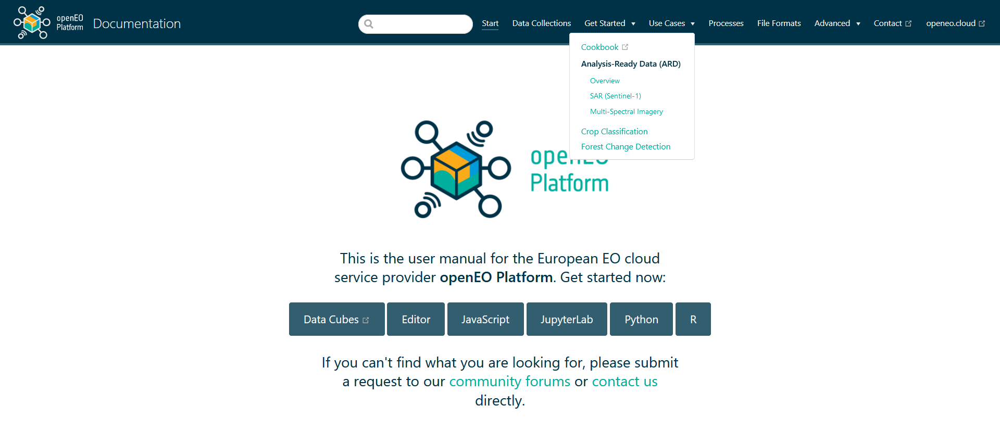 openEO
Platform
Documentation
Start Data Collections Get Started Use Cases Processes File Formats Advanced Contact openeo.cloud
Cookbook
Analysis-Ready Data (ARD)
Overview
SAR (Sentinel-1)
Multi-Spectral Imagery
Crop Classification
Forest Change Detection
openEO
Platform
This is the user manual for the European EO cloud
service provider openEO Platform. Get started now:
Data Cubes Editor JavaScript JupyterLab Python R
If you can't find what you are looking for, please submit
a request to our community forums or contact us
directly.